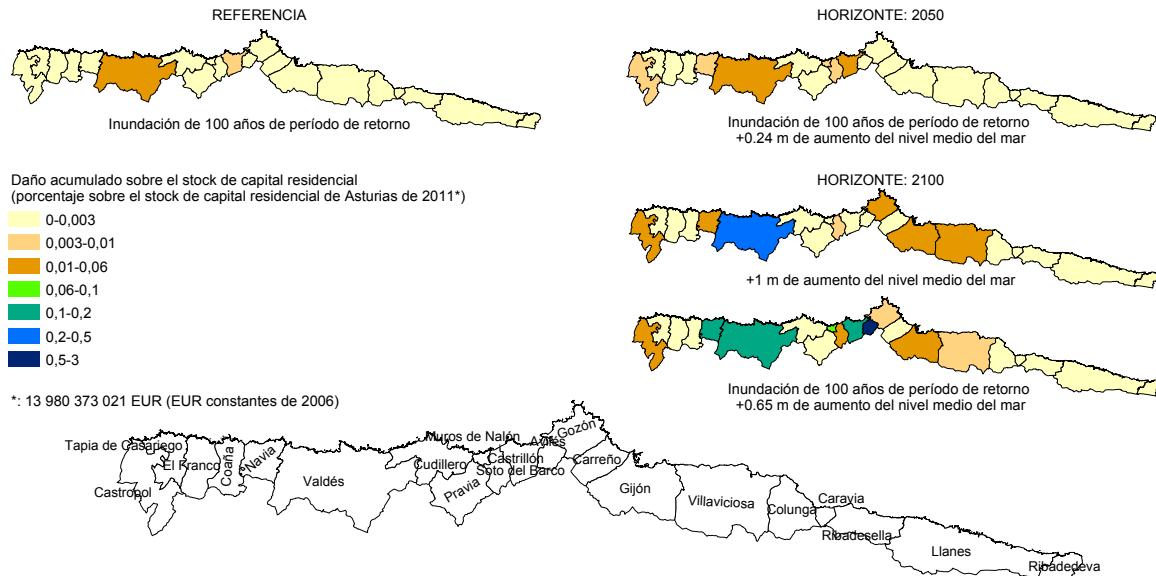 REFERENCIA
Inundación de 100 años de período de retorno
HORIZONTE: 2050
Inundación de 100 años de período de retorno
+0.24 m de aumento del nivel medio del mar
Daño acumulado sobre el stock de capital residencial
(porcentaje sobre el stock de capital residencial de Asturias de 2011*)
0-0,003
0,003-0,01
0,01-0,06
0,06-0,1
0,1-0,2
0,2-0,5
0,5-3
HORIZONTE: 2100
+1 m de aumento del nivel medio del mar
Inundación de 100 años de período de retorno
+0.65 m de aumento del nivel medio del mar
*: 13 980 373 021 EUR (EUR constantes de 2006)
Tapia de Casariego
Castropol
El Franco
Coaña
Navia
Valdés
Cudillero
Muros de Nalón
Pravia
Soto del Barco
Castrillón
Avilés
Gozón
Carreño
Gijón
Villaviciosa
Colunga
Caravia
Ribadesella
Llanes
Ribadedeva